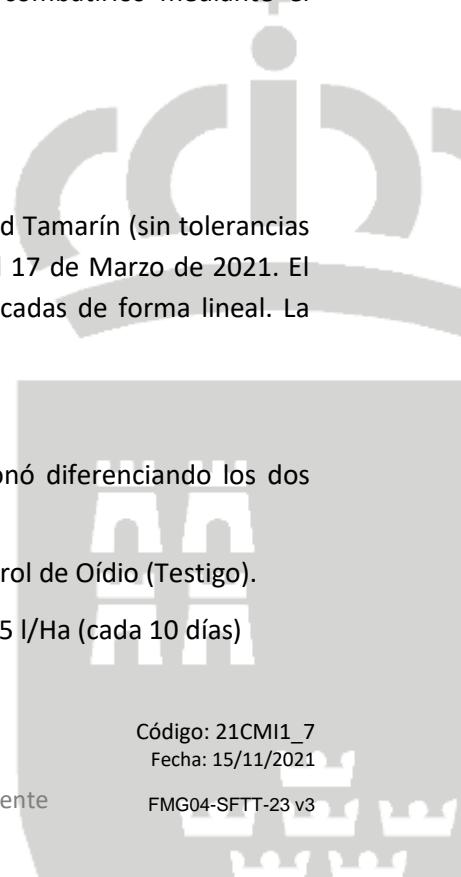 mediante el
d Tamarín (sin tolerancias
l 17 de Marzo de 2021. El
cadas de forma lineal. La
onó diferenciando los dos
rol de Oídio (Testigo).
5 l/Ha (cada 10 días)
Código: 21CMI1_7
Fecha: 15/11/2021
ente
FMG04-SFTT-23 v3